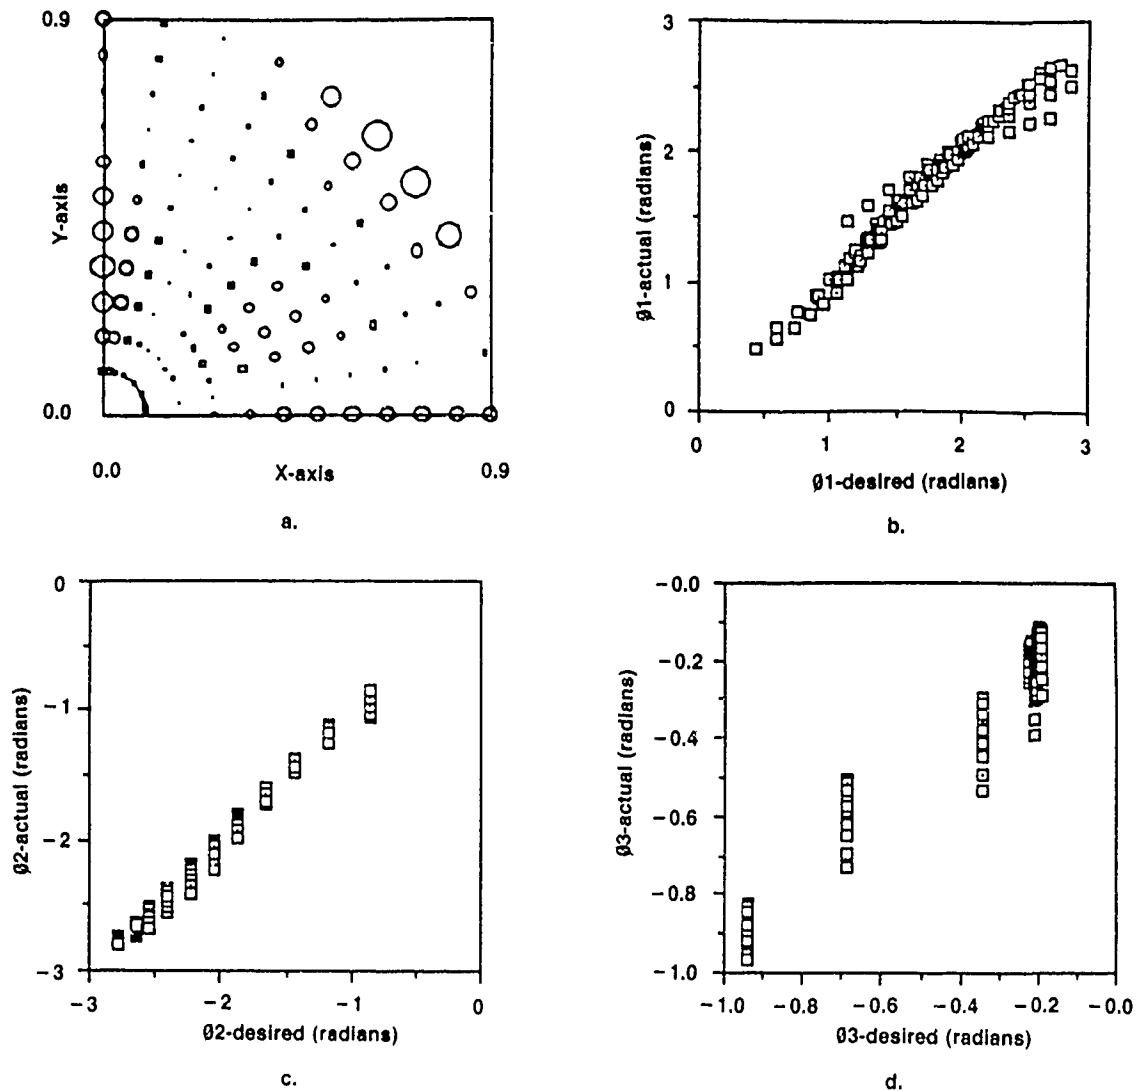 0.9
Y-axis
0.0
0.0
X-axis
0.9
a.
3
2
1
0
Ø1-actual (radians)
0
1
2
3
Ø1-desired (radians)
b.
0
−1
−2
−3
Ø2-actual (radians)
−3
−2
−1
0
Ø2-desired (radians)
c.
−0.0
−0.2
−0.4
−0.6
−0.8
−1.0
Ø3-actual (radians)
−1.0
−0.8
−0.6
−0.4
−0.2
−0.0
Ø3-desired (radians)
d.